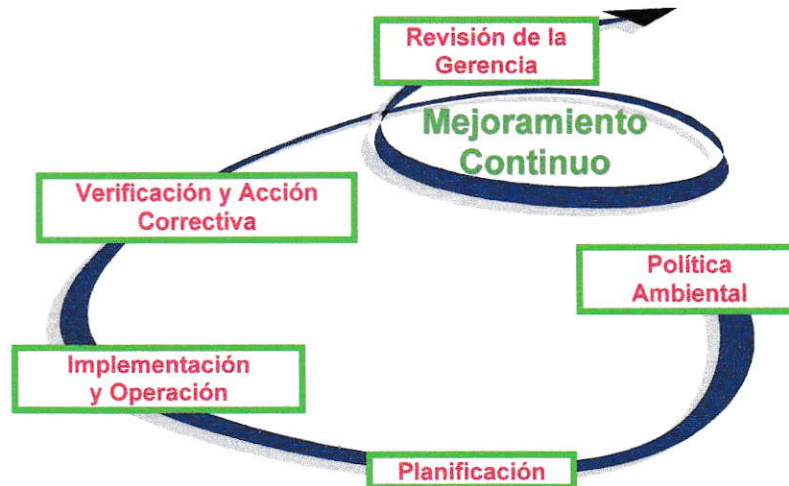 Revisión de la
Gerencia
Mejoramiento
Continuo
Verificación y Acción
Correctiva
Política
Ambiental
Implementación
y Operación
Planificación